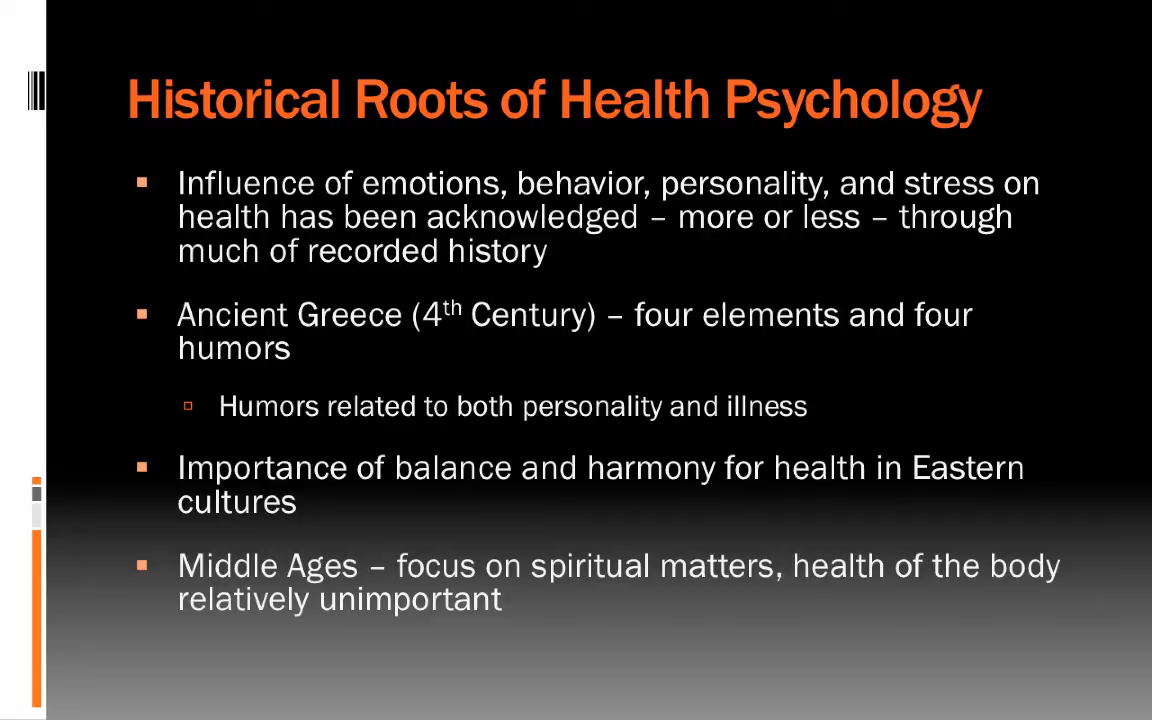 Historical Roots of Health Psychology
Influence of emotions, behavior, personality, and stress on
health has been acknowledged – more or less – through
much of recorded history
Ancient Greece (4th Century) – four elements and four
humors
Humors related to both personality and illness
Importance of balance and harmony for health in Eastern
cultures
Middle Ages – focus on spiritual matters, health of the body
relatively unimportant